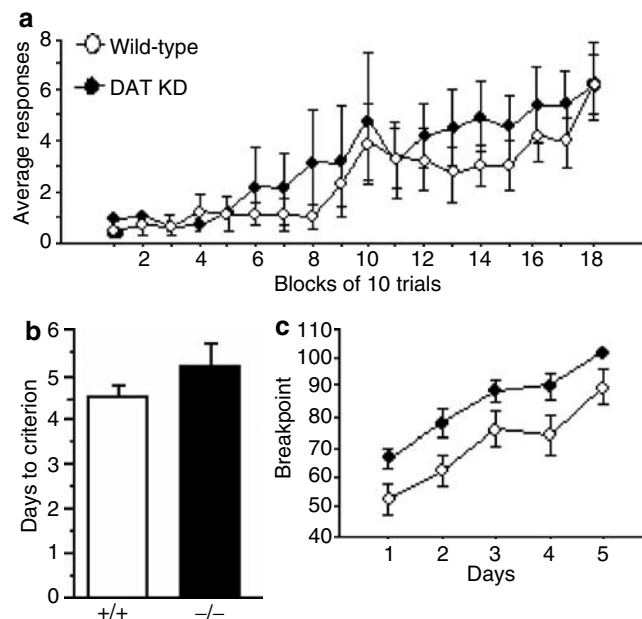 a
8
6
4
2
0
Average responses
Wild-type
DAT KD
2 4 6 8 10 12 14 16 18
Blocks of 10 trials
b
6
5
4
3
2
1
0
Days to criterion
+/+ –/–
c
110
100
90
80
70
60
50
40
Breakpoint
1 2 3 4 5
Days